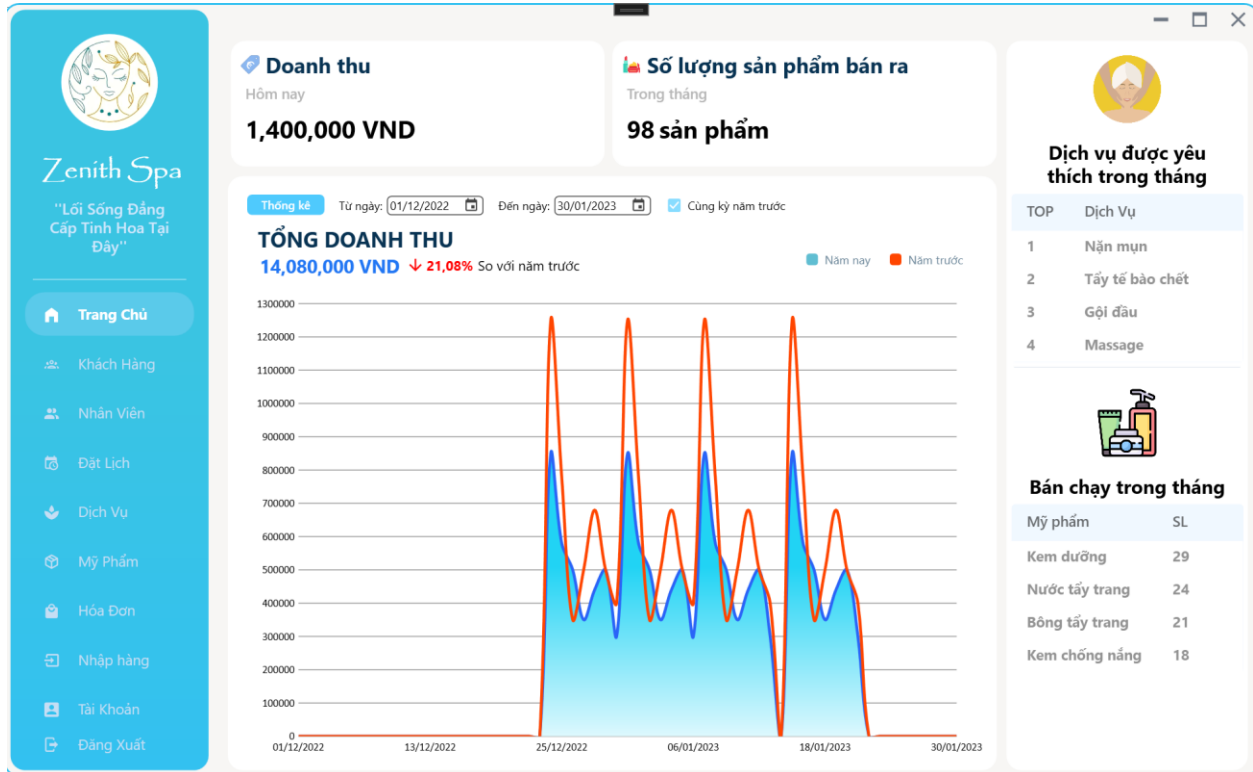 Zenith Spa
"Lối Sống Đẳng
Cấp Tinh Hoa Tại
Đây"
Trang Chủ
Khách Hàng
Nhân Viên
Đặt Lịch
Dịch Vụ
Mỹ Phẩm
Hóa Đơn
Nhập hàng
Tài Khoản
Đăng Xuất
Doanh thu
Hôm nay
1,400,000 VND
Số lượng sản phẩm bán ra
Trong tháng
98 sản phẩm
Thống kê Từ ngày: 01/12/2022 Đến ngày: 30/01/2023 Cùng kỳ năm trước
TỔNG DOANH THU
14,080,000 VND 21,08% So với năm trước
Năm nay Năm trước
1300000
1200000
1100000
1000000
900000
800000
700000
600000
500000
400000
300000
200000
100000
0
01/12/2022 13/12/2022 25/12/2022 06/01/2023 18/01/2023 30/01/2023
Dịch vụ được yêu
thích trong tháng
TOP Dịch Vụ
1 Nặn mụn
2 Tẩy tế bào chết
3 Gội đầu
4 Massage
Bán chạy trong tháng
Mỹ phẩm SL
Kem dưỡng 29
Nước tẩy trang 24
Bông tẩy trang 21
Kem chống nắng 18